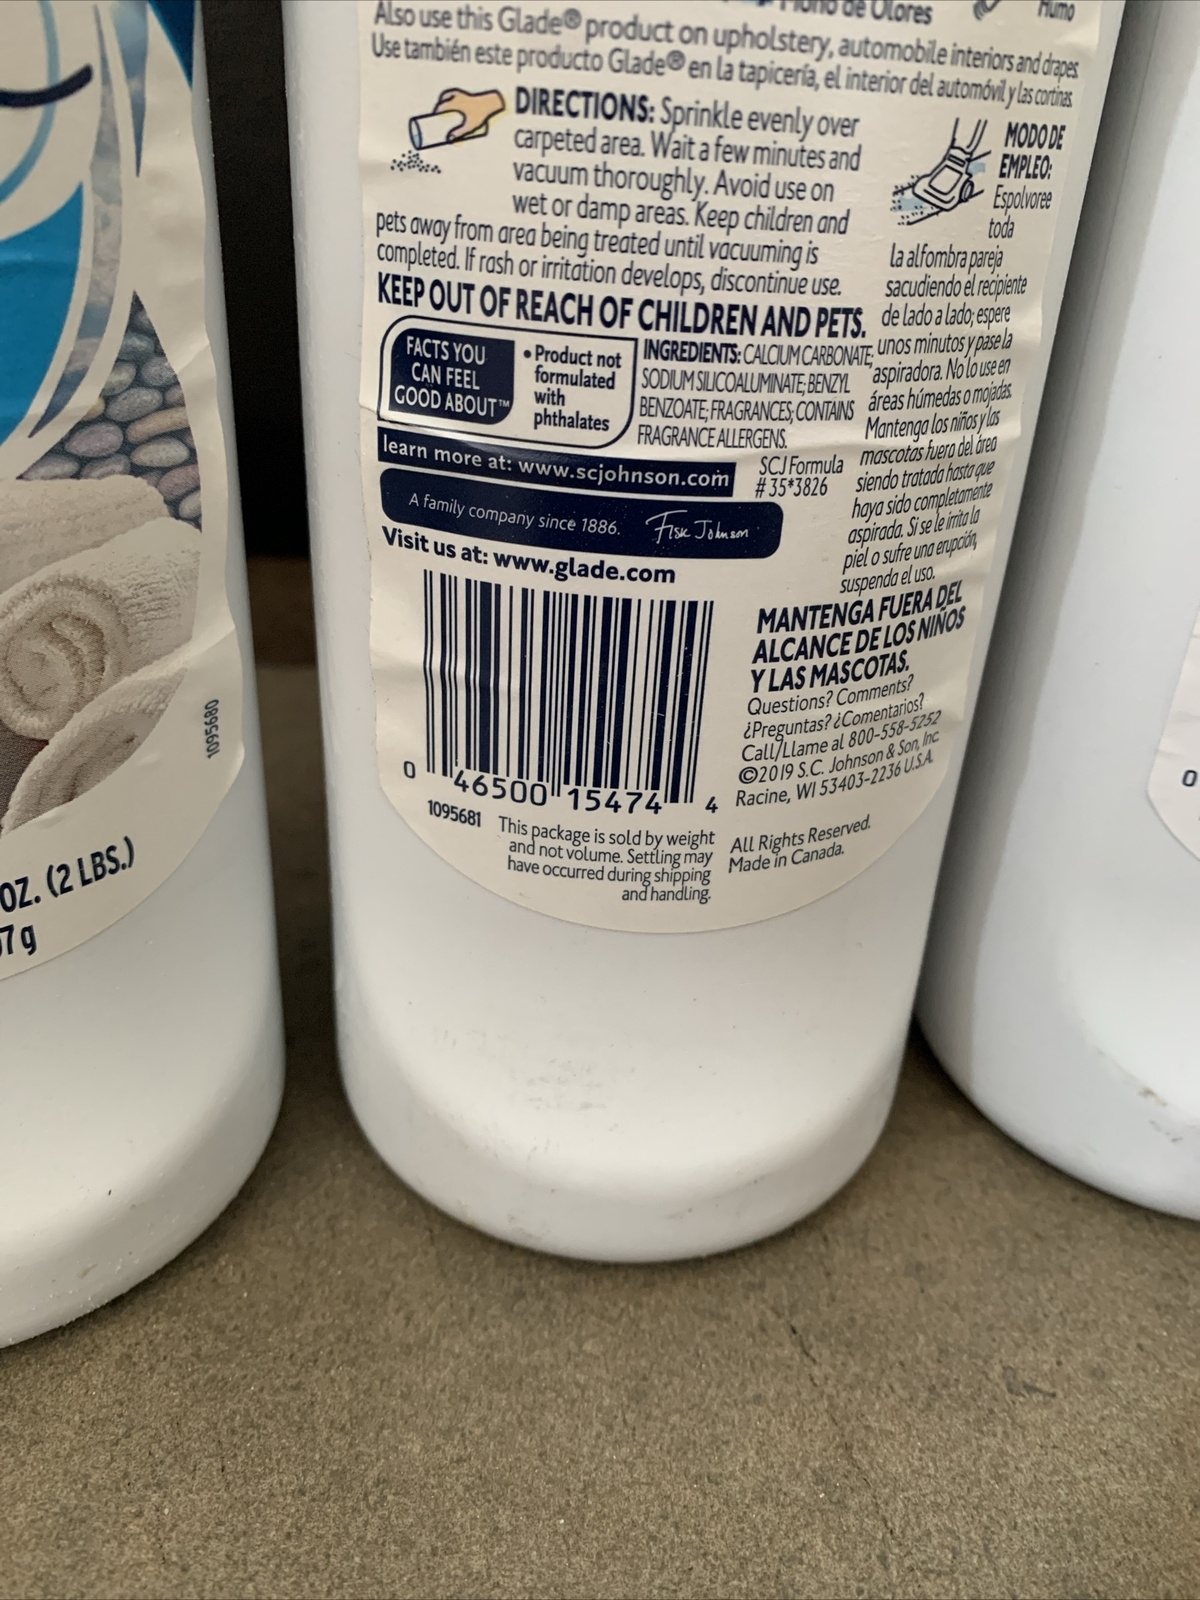 Mono de Olores
Humo
Also use this Glade® product on upholstery, automobile interiors and drapes.
Use también este producto Glade® en la tapicería, el interior del automóvil y las cortinas.
DIRECTIONS: Sprinkle evenly over
carpeted area. Wait a few minutes and
vacuum thoroughly. Avoid use on
wet or damp areas. Keep children and
pets away from area being treated until vacuuming is
completed. If rash or irritation develops, discontinue use.
KEEP OUT OF REACH OF CHILDREN AND PETS.
FACTS YOU
CAN FEEL
GOOD ABOUT™
• Product not
formulated
with
phthalates
INGREDIENTS: CALCIUM CARBONATE;
SODIUM SILICOALUMINATE; BENZYL
BENZOATE; FRAGRANCES; CONTAINS
FRAGRANCE ALLERGENS.
learn more at: www.scjohnson.com
SCJ Formula
# 35*3826
A family company since 1886. Fisk Johnson
Visit us at: www.glade.com
MODO DE
EMPLEO:
Espolvoree
toda
la alfombra pareja
sacudiendo el recipiente
de lado a lado; espere
unos minutos y pase la
aspiradora. No lo use en
áreas húmedas o mojadas.
Mantenga los niños y las
mascotas fuera del área
siendo tratada hasta que
haya sido completamente
aspirada. Si se le irrita la
piel o sufre una erupción,
suspenda el uso.
MANTENGA FUERA DEL
ALCANCE DE LOS NIÑOS
Y LAS MASCOTAS.
Questions? Comments?
¿Preguntas? ¿Comentarios?
Call/Llame al 800-558-5252
©2019 S.C. Johnson & Son, Inc.
Racine, WI 53403-2236 U.S.A.
All Rights Reserved.
Made in Canada.
0 46500 15474 4
1095681
This package is sold by weight
and not volume. Settling may
have occurred during shipping
and handling.
1095680
OZ. (2 LBS.)
07 g
0